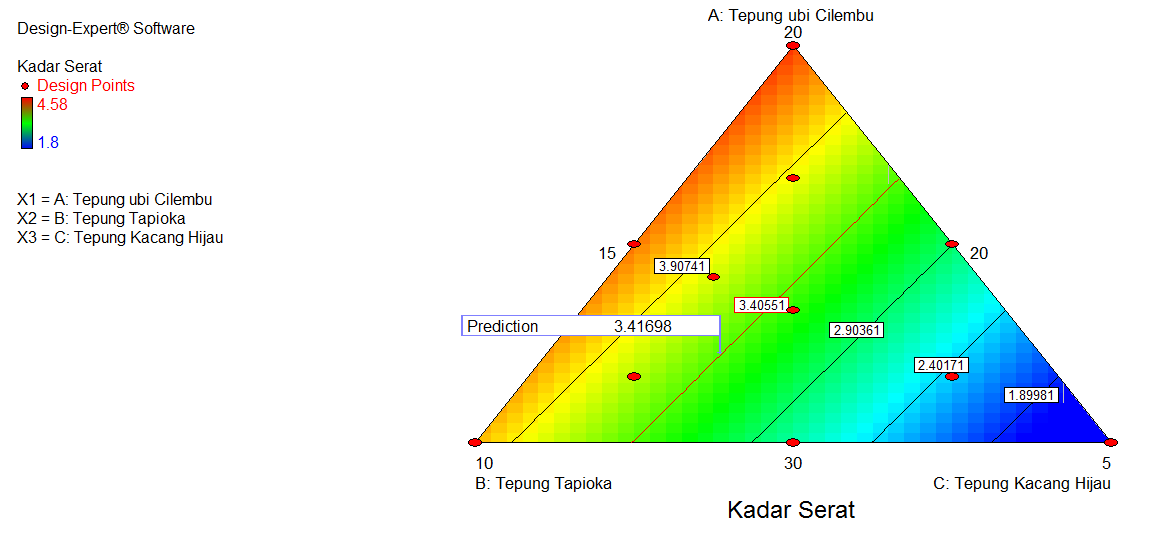 Design-Expert® Software
Kadar Serat
Design Points
4.58
1.8
X1 = A: Tepung ubi Cilembu
X2 = B: Tepung Tapioka
X3 = C: Tepung Kacang Hijau
A: Tepung ubi Cilembu
20
15
20
3.90741
3.40551
Prediction 3.41698
2.90361
2.40171
1.89981
10
30
5
B: Tepung Tapioka
C: Tepung Kacang Hijau
Kadar Serat